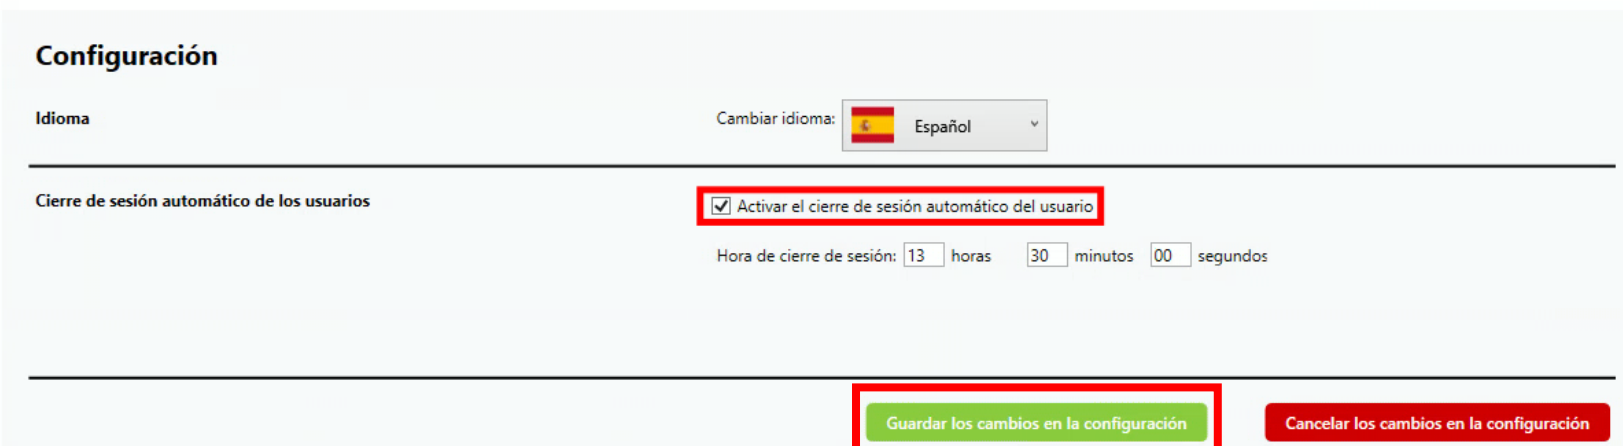 Configuración
Idioma
Cambiar idioma: Español
Cierre de sesión automático de los usuarios
Activar el cierre de sesión automático del usuario
Hora de cierre de sesión: 13 horas 30 minutos 00 segundos
Guardar los cambios en la configuración
Cancelar los cambios en la configuración